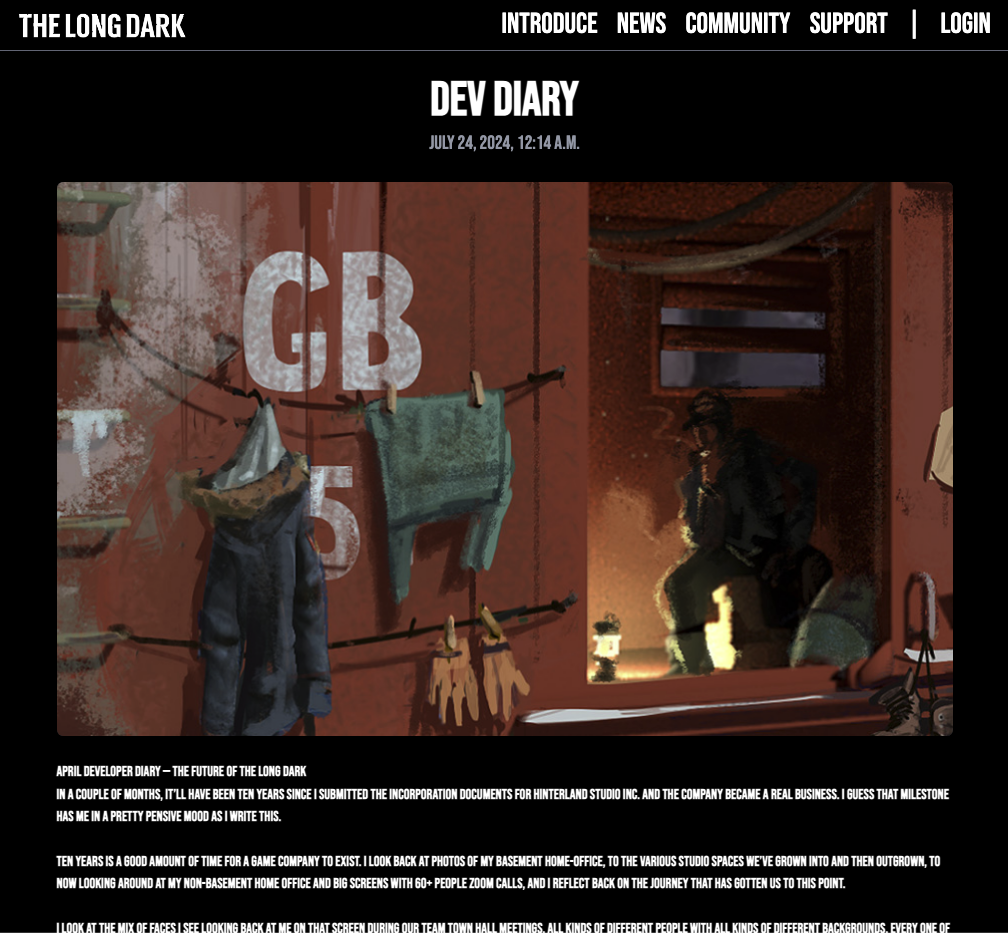 THE LONG DARK
INTRODUCE NEWS COMMUNITY SUPPORT | LOGIN
DEV DIARY
JULY 24, 2024, 12:14 A.M.
GB
5
APRIL DEVELOPER DIARY – THE FUTURE OF THE LONG DARK
IN A COUPLE OF MONTHS, IT'LL HAVE BEEN TEN YEARS SINCE I SUBMITTED THE INCORPORATION DOCUMENTS FOR HINTERLAND STUDIO INC. AND THE COMPANY BECAME A REAL BUSINESS. I GUESS THAT MILESTONE
HAS ME IN A PRETTY PENSIVE MOOD AS I WRITE THIS.
TEN YEARS IS A GOOD AMOUNT OF TIME FOR A GAME COMPANY TO EXIST. I LOOK BACK AT PHOTOS OF MY BASEMENT HOME-OFFICE, TO THE VARIOUS STUDIO SPACES WE'VE GROWN INTO AND THEN OUTGROWN, TO
NOW LOOKING AROUND AT MY NON-BASEMENT HOME OFFICE AND BIG SCREENS WITH 60+ PEOPLE ZOOM CALLS, AND I REFLECT BACK ON THE JOURNEY THAT HAS GOTTEN US TO THIS POINT.
I LOOK AT THE MIX OF FACES I SEE LOOKING BACK AT ME ON THAT SCREEN DURING OUR TEAM TOWN HALL MEETINGS. ALL KINDS OF DIFFERENT PEOPLE WITH ALL KINDS OF DIFFERENT BACKGROUNDS. EVERY ONE OF